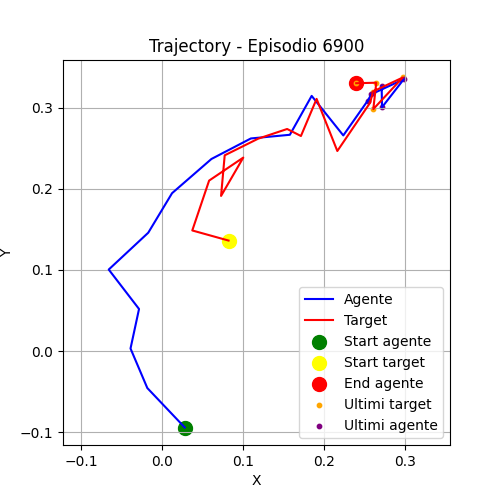 Trajectory - Episodio 6900
0.3
0.2
0.1
0.0
−0.1
Y
Agente
Target
Start agente
Start target
End agente
Ultimi target
Ultimi agente
−0.1
0.0
0.1
0.2
0.3
X